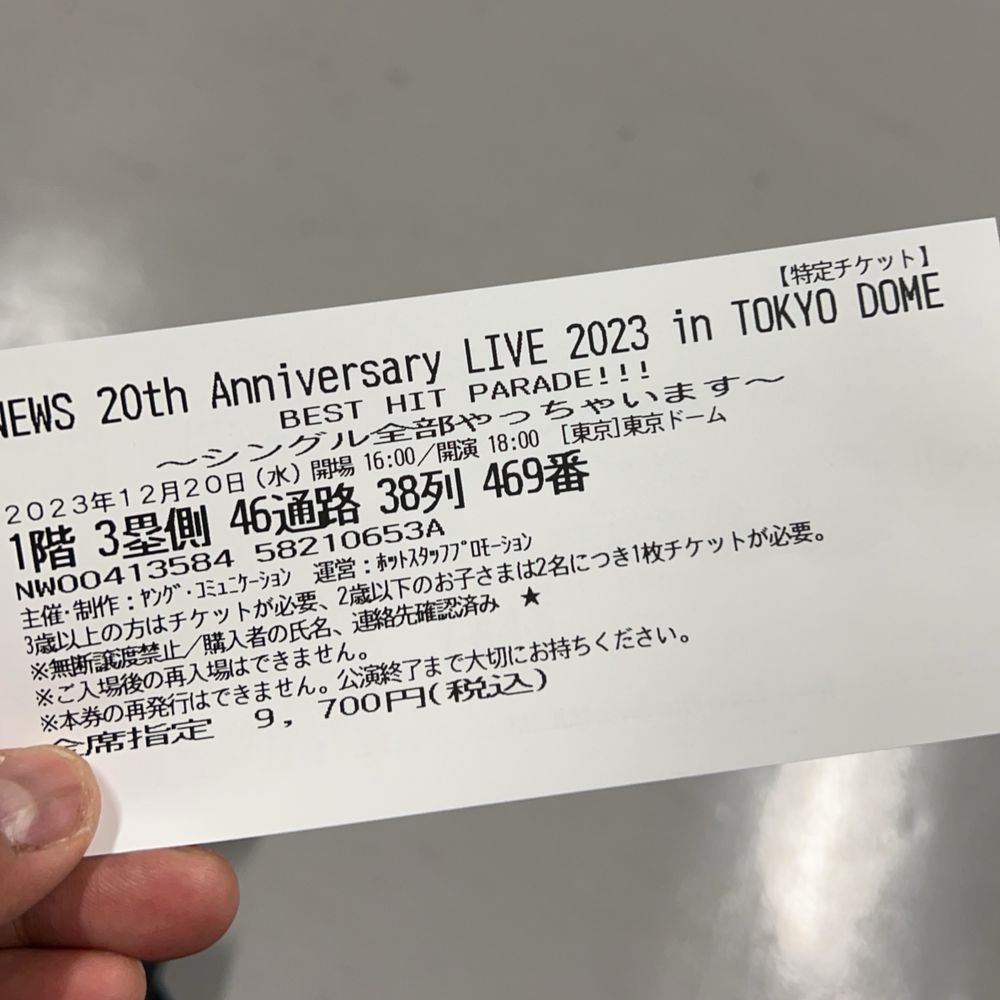 【特定チケット】
NEWS 20th Anniversary LIVE 2023 in TOKYO DOME
BEST HIT PARADE!!!
～シングル全部やっちゃいます～
2023年12月20日(水) 開場 16:00/開演 18:00 [東京]東京ドーム
1階 3塁側 46通路 38列 469番
NW00413584 58210653A
主催・制作:ﾔﾝｸﾞ・ｺﾐｭﾆｹｰｼｮﾝ 運営:ﾎｯﾄｽﾀｯﾌﾌﾟﾛﾓｰｼｮﾝ
3歳以上の方はチケットが必要、2歳以下のお子さまは2名につき1枚チケットが必要。
※無断譲渡禁止/購入者の氏名、連絡先確認済み ★
※ご入場後の再入場はできません。
※本券の再発行はできません。公演終了まで大切にお持ちください。
全席指定 9,700円(税込)